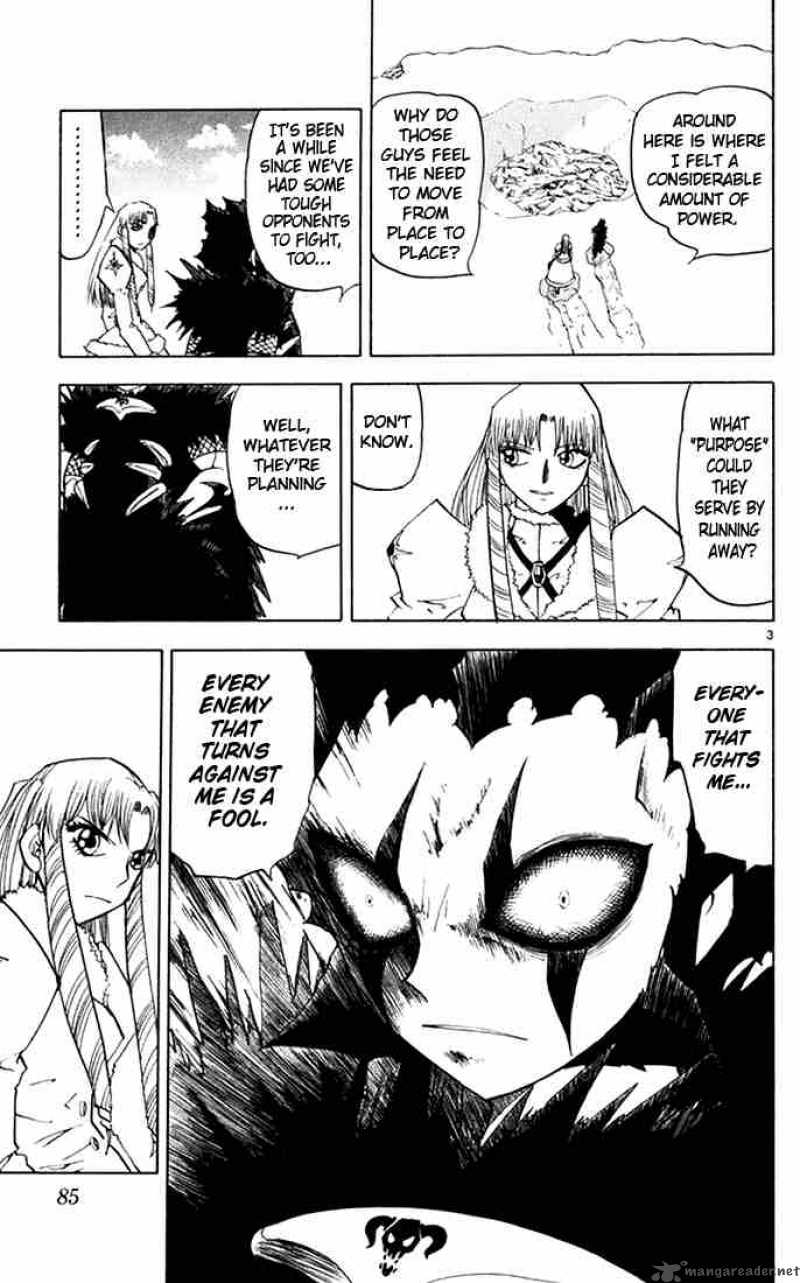 AROUND
HERE IS WHERE
I FELT A
CONSIDERABLE
AMOUNT OF
POWER.
WHY DO
THOSE
GUYS FEEL
THE NEED
TO MOVE
FROM
PLACE TO
PLACE?
IT'S BEEN
A WHILE
SINCE WE'VE
HAD SOME
TOUGH
OPPONENTS
TO FIGHT,
TOO...
.........
WHAT
"PURPOSE"
COULD
THEY
SERVE BY
RUNNING
AWAY?
DON'T
KNOW.
WELL,
WHATEVER
THEY'RE
PLANNING
...
3
EVERY-
ONE
THAT
FIGHTS
ME...
EVERY
ENEMY
THAT
TURNS
AGAINST
ME IS A
FOOL.
85
mangareader.net